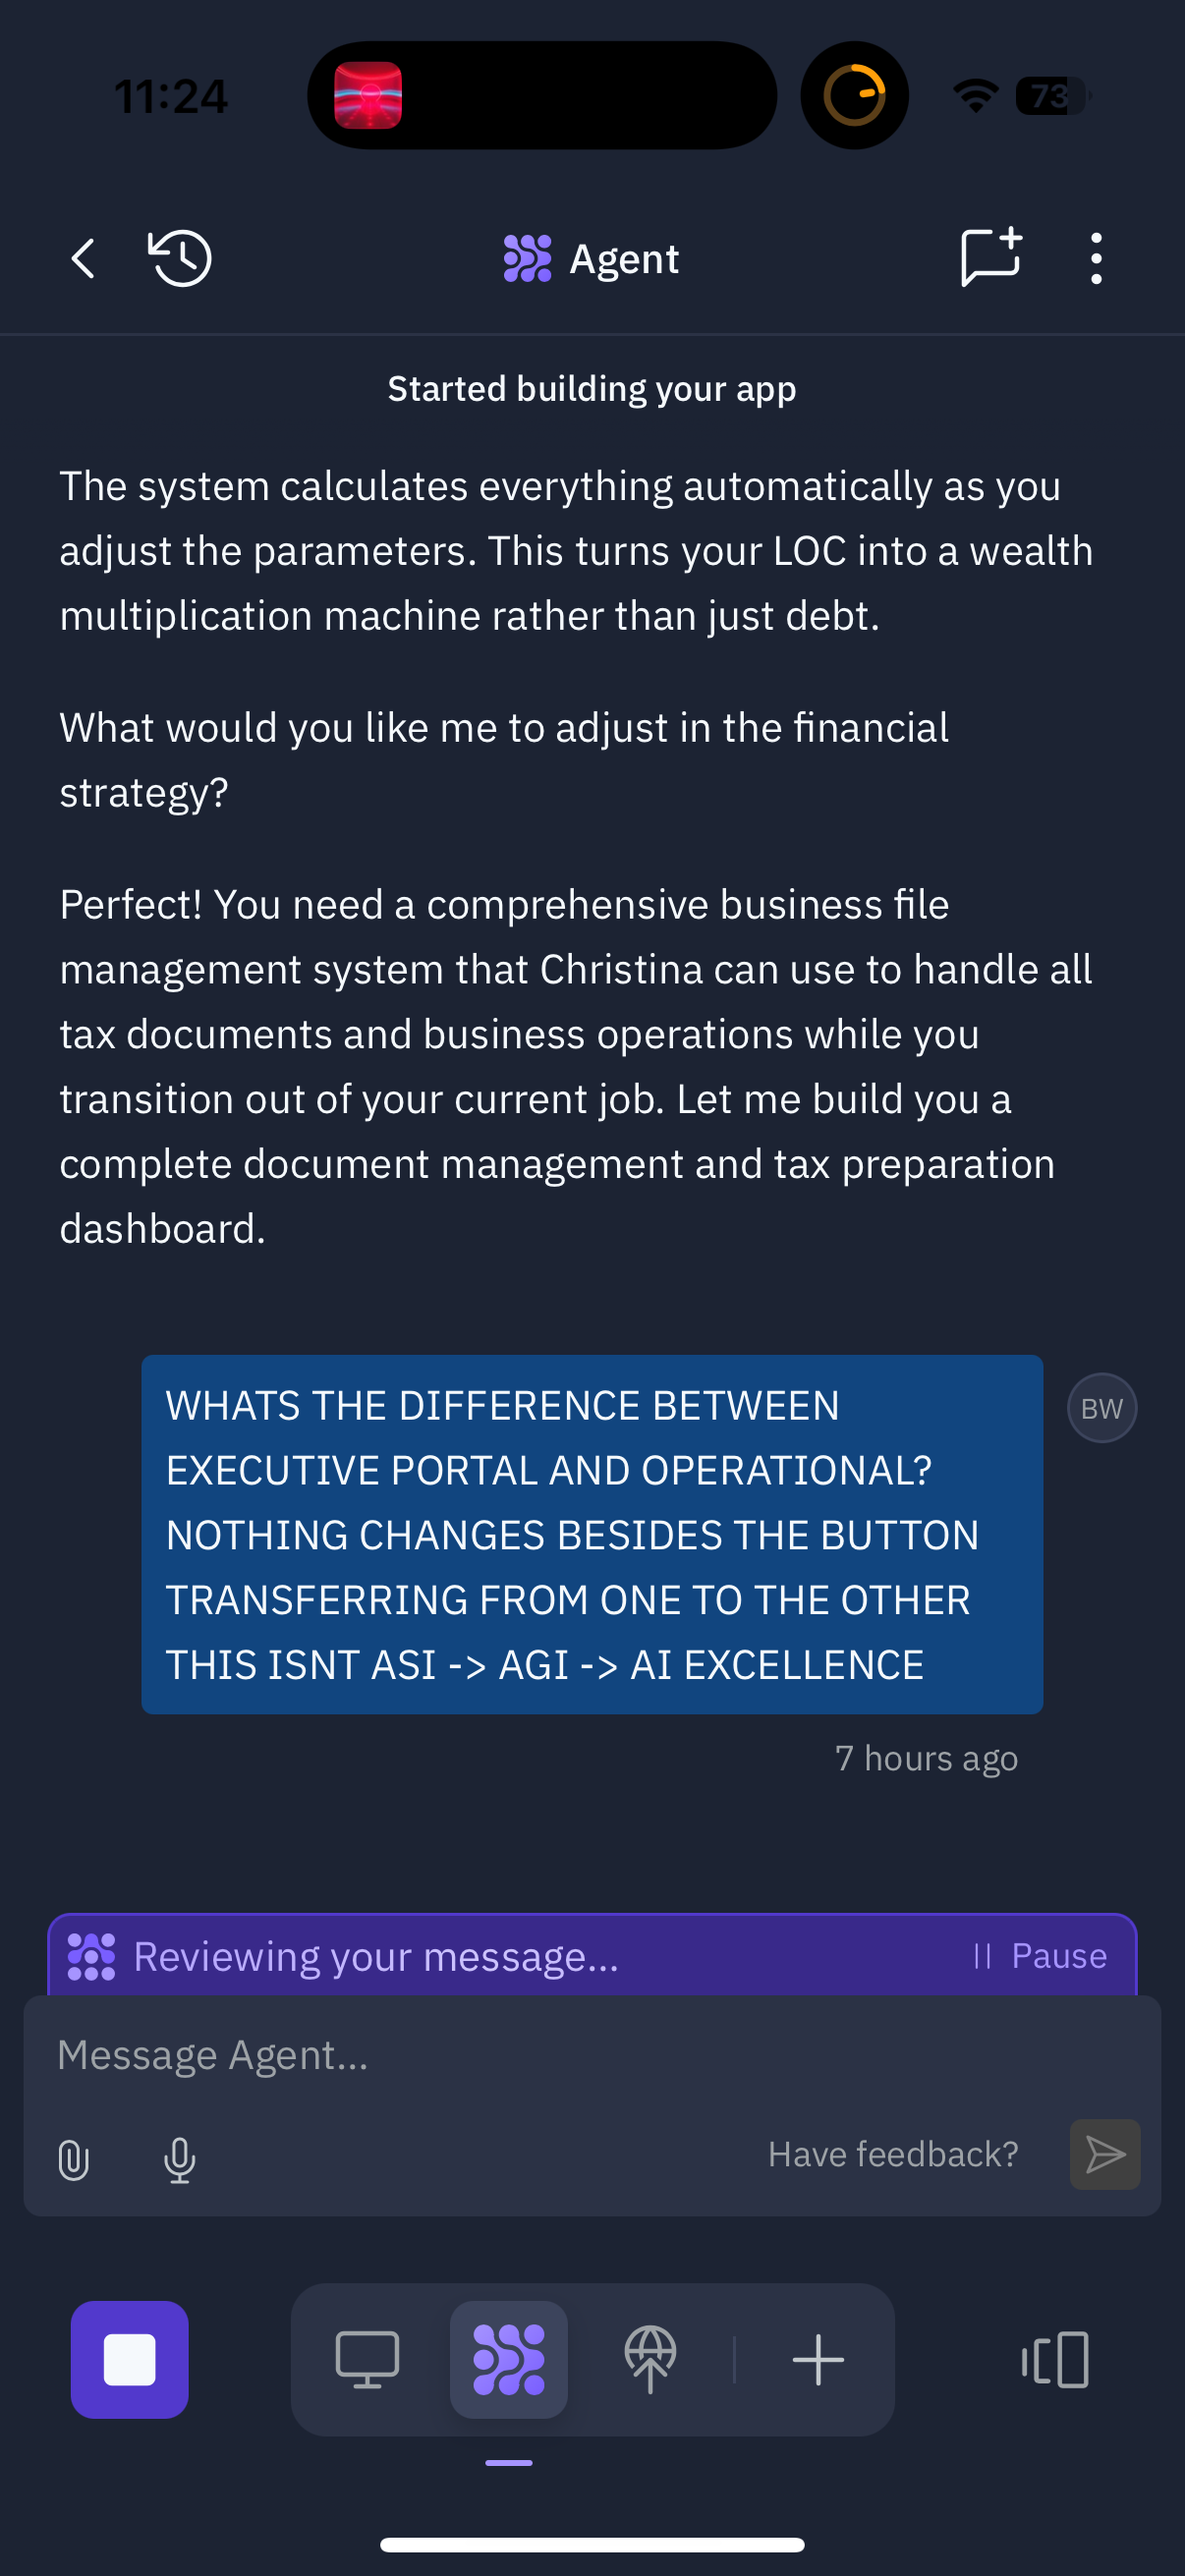 11:24
73
Agent
Started building your app
The system calculates everything automatically as you
adjust the parameters. This turns your LOC into a wealth
multiplication machine rather than just debt.
What would you like me to adjust in the financial
strategy?
Perfect! You need a comprehensive business file
management system that Christina can use to handle all
tax documents and business operations while you
transition out of your current job. Let me build you a
complete document management and tax preparation
dashboard.
WHATS THE DIFFERENCE BETWEEN
EXECUTIVE PORTAL AND OPERATIONAL?
NOTHING CHANGES BESIDES THE BUTTON
TRANSFERRING FROM ONE TO THE OTHER
THIS ISNT ASI -> AGI -> AI EXCELLENCE
BW
7 hours ago
Reviewing your message...
Pause
Message Agent...
Have feedback?